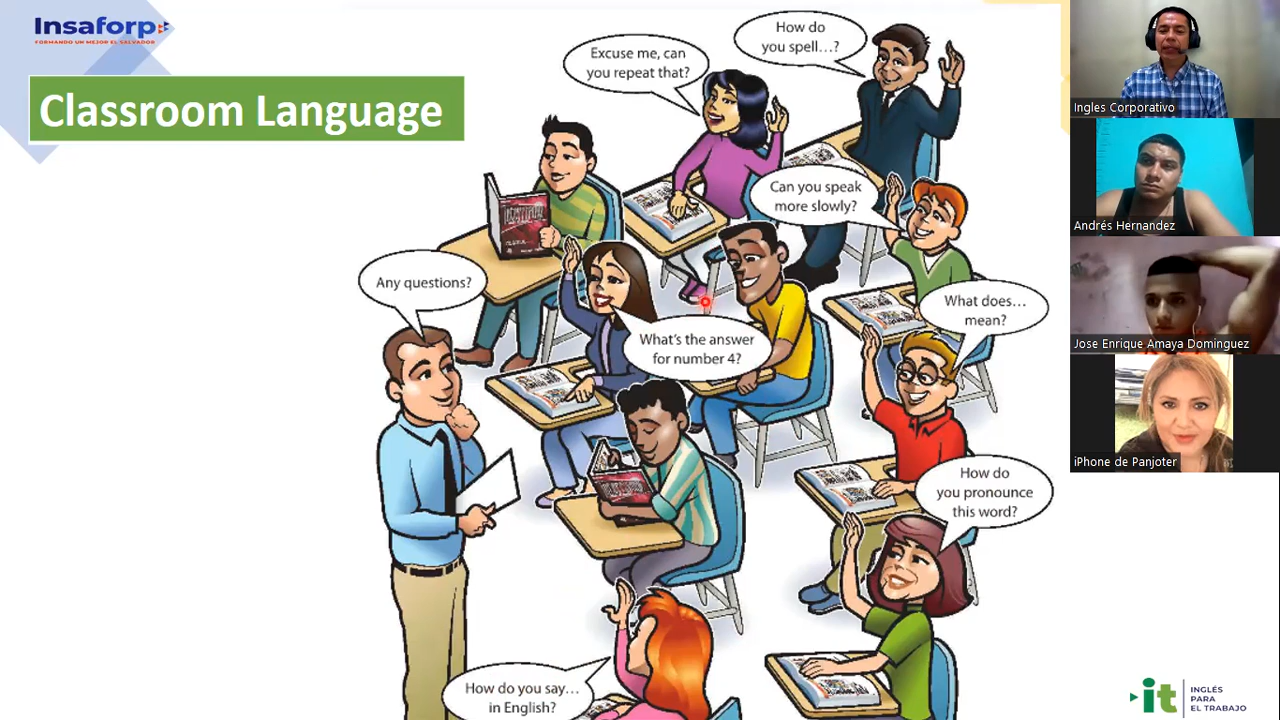 Insaforp
FORMANDO UN MEJOR EL SALVADOR
Classroom Language
How do
you spell...?
Excuse me, can
you repeat that?
Can you speak
more slowly?
Any questions?
What's the answer
for number 4?
What does...
mean?
How do
you pronounce
this word?
How do you say...
in English?
Ingles Corporativo
Andrés Hernandez
Jose Enrique Amaya Dominguez
iPhone de Panjoter
it
INGLÉS
PARA
EL TRABAJO